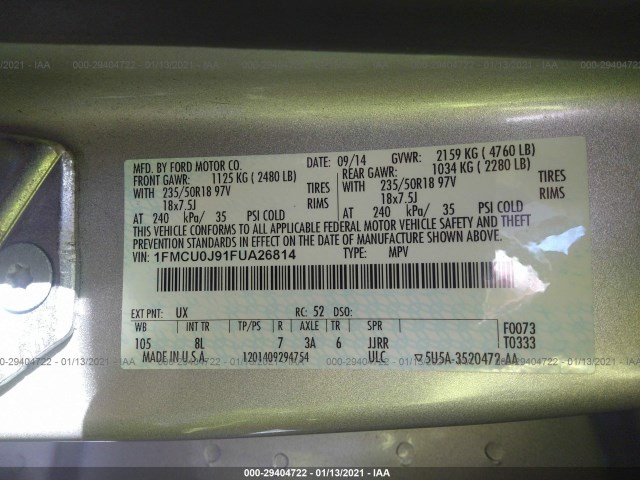 000-29404722 - 01/13/2021 - IAA
MFD. BY FORD MOTOR CO. DATE: 09/14 GVWR: 2159 KG ( 4760 LB)
FRONT GAWR: 1125 KG ( 2480 LB) REAR GAWR: 1034 KG ( 2280 LB)
WITH 235/50R18 97V TIRES WITH 235/50R18 97V TIRES
18x7.5J RIMS 18x7.5J RIMS
AT 240 kPa/ 35 PSI COLD AT 240 kPa/ 35 PSI COLD
THIS VEHICLE CONFORMS TO ALL APPLICABLE FEDERAL MOTOR VEHICLE SAFETY AND THEFT
PREVENTION STANDARDS IN EFFECT ON THE DATE OF MANUFACTURE SHOWN ABOVE.
VIN: 1FMCU0J91FUA26814 TYPE: MPV
EXT PNT: UX RC: 52 DSO: F0073
WB INT TR TP/PS R AXLE TR SPR T0333
105 8L 7 3A 6 JJRR
MADE IN U.S.A. 1201409294754 ULC ▽5U5A-3520472-AA
000-29404722 - 01/13/2021 - IAA